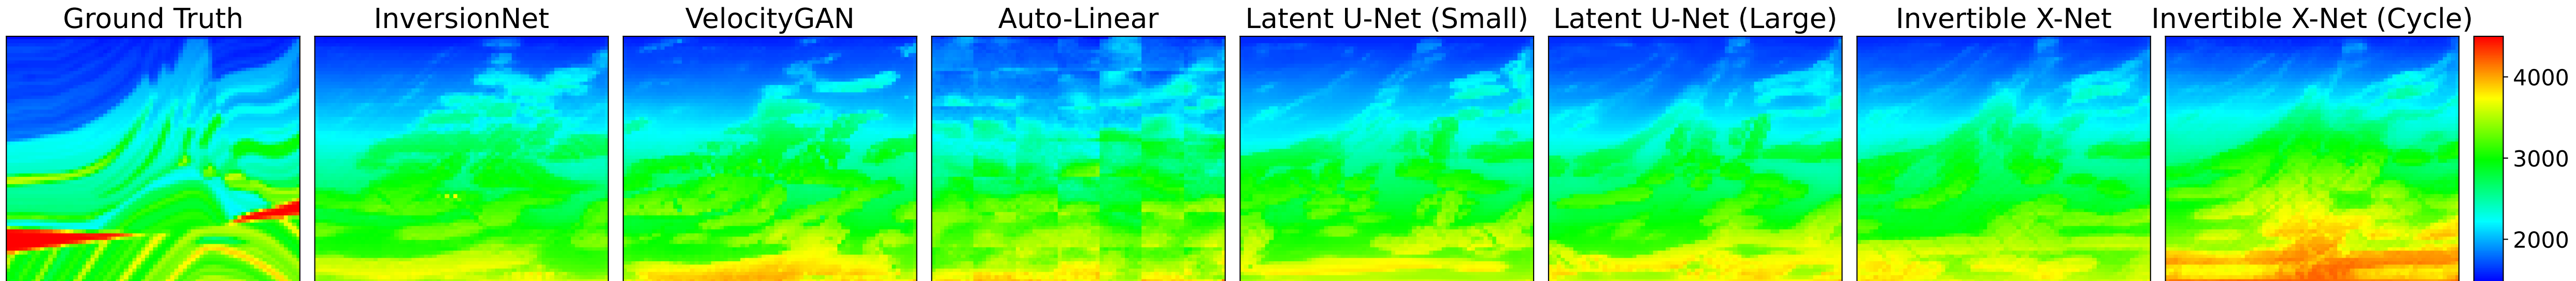 Ground Truth
InversionNet
VelocityGAN
Auto-Linear
Latent U-Net (Small)
Latent U-Net (Large)
Invertible X-Net
Invertible X-Net (Cycle)
4000
3000
2000